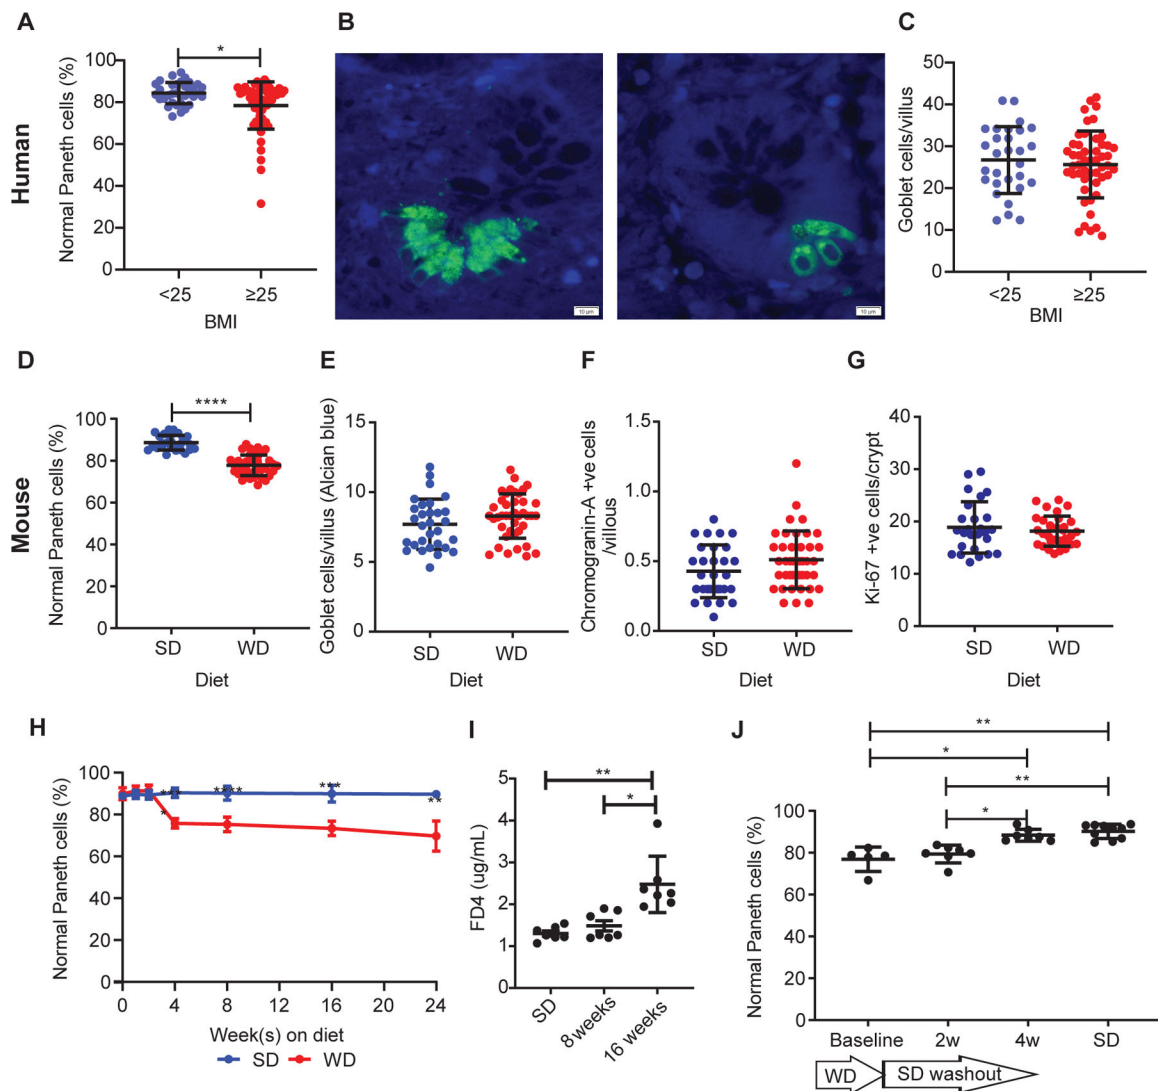 A
B
C
Human
Normal Paneth cells (%)
100
80
60
40
20
0
*
<25
≥25
BMI
10 µm
10 µm
Goblet cells/villus
50
40
30
20
10
0
<25
≥25
BMI
D
E
F
G
Mouse
Normal Paneth cells (%)
100
80
60
40
20
0
****
SD
WD
Diet
Goblet cells/villus (Alcian blue)
15
10
5
0
SD
WD
Diet
Chromogranin-A +ve cells
/villous
1.5
1.0
0.5
0.0
SD
WD
Diet
Ki-67 +ve cells/crypt
40
30
20
10
0
SD
WD
Diet
H
I
J
Normal Paneth cells (%)
100
80
60
40
20
0
*
***
****
***
**
0
4
8
12
16
20
24
Week(s) on diet
SD
WD
FD4 (ug/mL)
5
4
3
2
1
0
**
*
SD
8weeks
16 weeks
Normal Paneth cells (%)
100
80
60
40
20
0
**
*
**
*
Baseline
2w
4w
SD
WD
SD washout